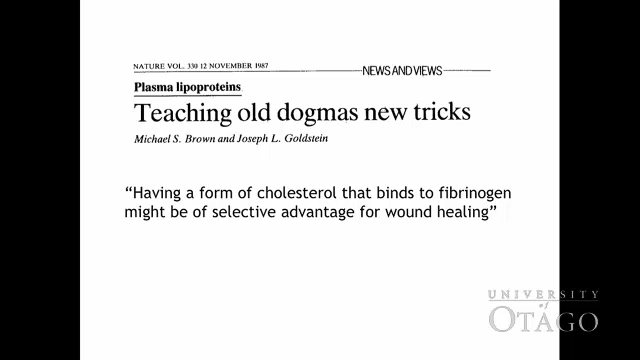 NATURE VOL. 330 12 NOVEMBER 1987
NEWS AND VIEWS
Plasma lipoproteins
Teaching old dogmas new tricks
Michael S. Brown and Joseph L. Goldstein
“Having a form of cholesterol that binds to fibrinogen
might be of selective advantage for wound healing”
UNIVERSITY
of
OTAGO